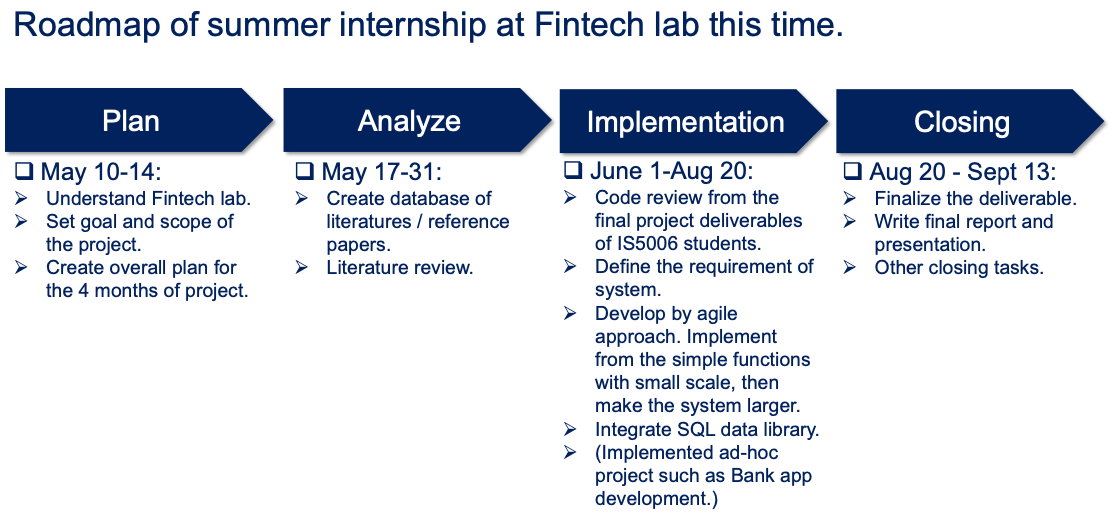 Roadmap of summer internship at Fintech lab this time.
Plan
❑ May 10-14:
➢ Understand Fintech lab.
➢ Set goal and scope of
the project.
➢ Create overall plan for
the 4 months of project.
Analyze
❑ May 17-31:
➢ Create database of
literatures / reference
papers.
➢ Literature review.
Implementation
❑ June 1-Aug 20:
➢ Code review from the
final project deliverables
of IS5006 students.
➢ Define the requirement of
system.
➢ Develop by agile
approach. Implement
from the simple functions
with small scale, then
make the system larger.
➢ Integrate SQL data library.
➢ (Implemented ad-hoc
project such as Bank app
development.)
Closing
❑ Aug 20 - Sept 13:
➢ Finalize the deliverable.
➢ Write final report and
presentation.
➢ Other closing tasks.